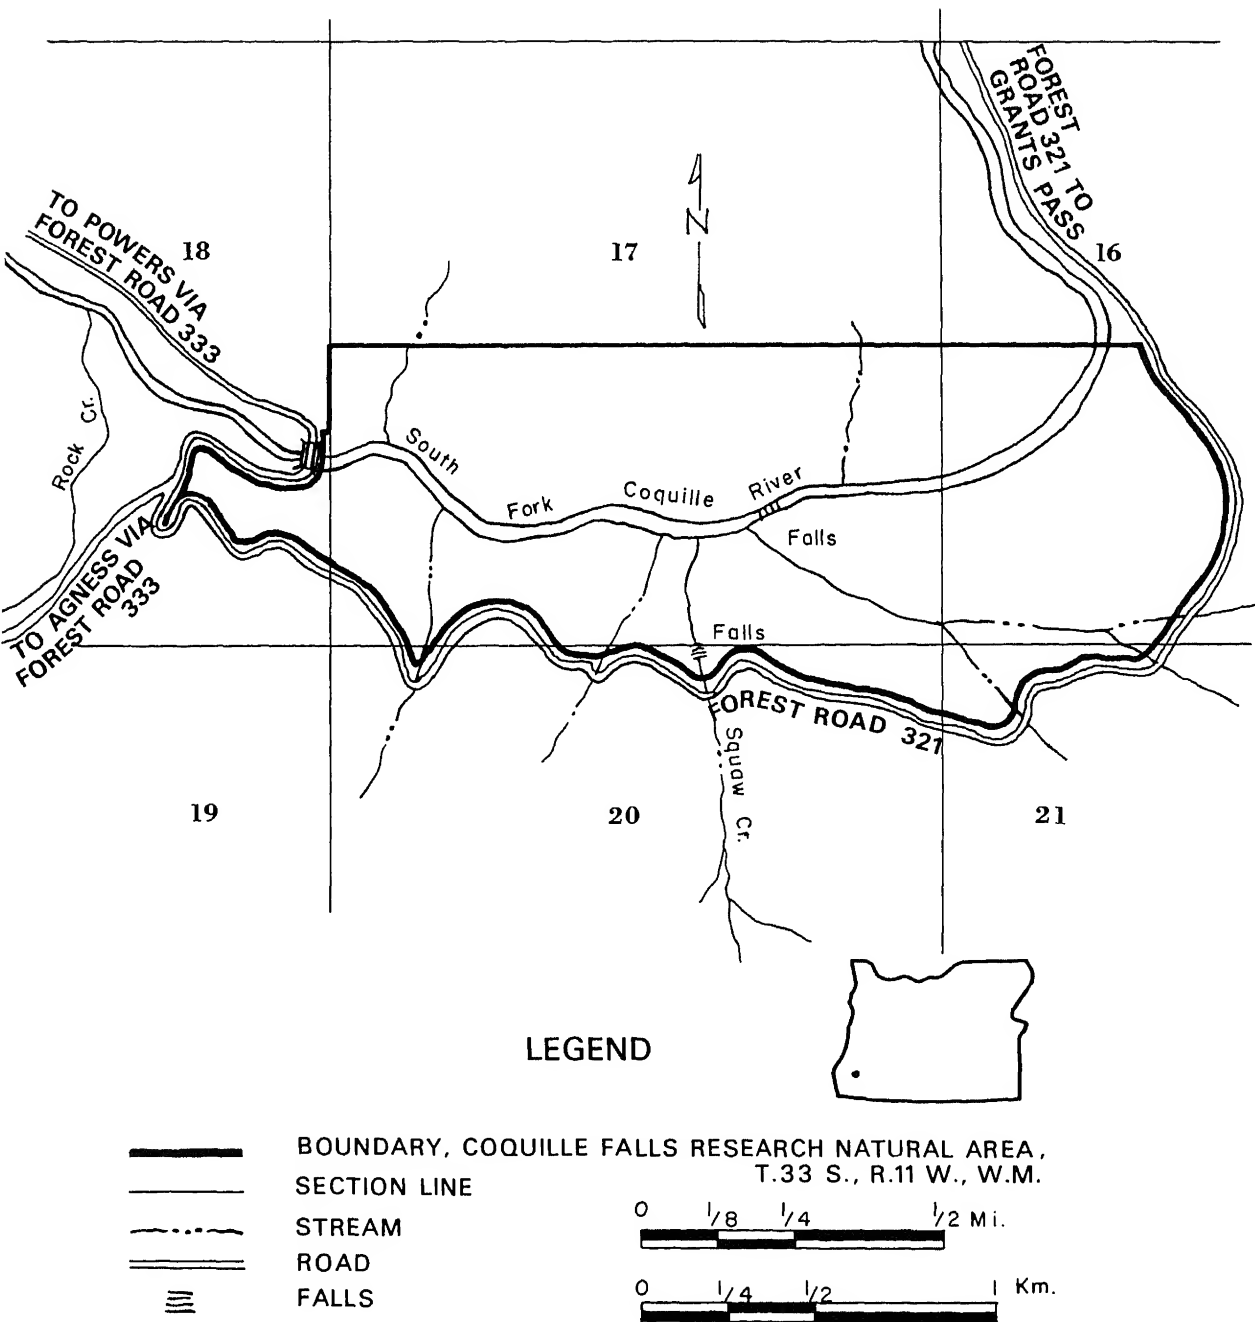 FOREST
ROAD 321 TO
GRANTS PASS
TO POWERS VIA
FOREST ROAD 333
18
17
N
16
Rock Cr.
South Fork Coquille River
Falls
TO AGNESS VIA
FOREST ROAD
333
Falls
FOREST ROAD 321
Squaw Cr.
19
20
21
LEGEND
BOUNDARY, COQUILLE FALLS RESEARCH NATURAL AREA,
T.33 S., R.11 W., W.M.
SECTION LINE
STREAM
ROAD
FALLS
0 1/8 1/4 1/2 Mi.
0 1/4 1/2 1 Km.